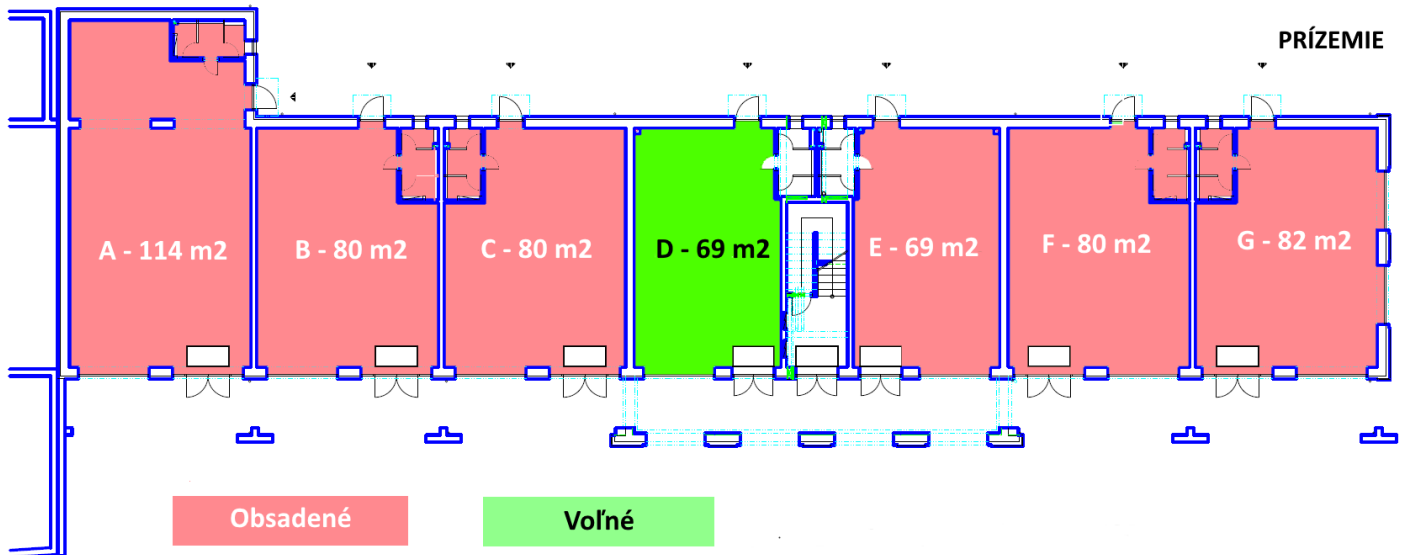 PRÍZEMIE
A - 114 m2
B - 80 m2
C - 80 m2
D - 69 m2
E - 69 m2
F - 80 m2
G - 82 m2
Obsadené
Voľné